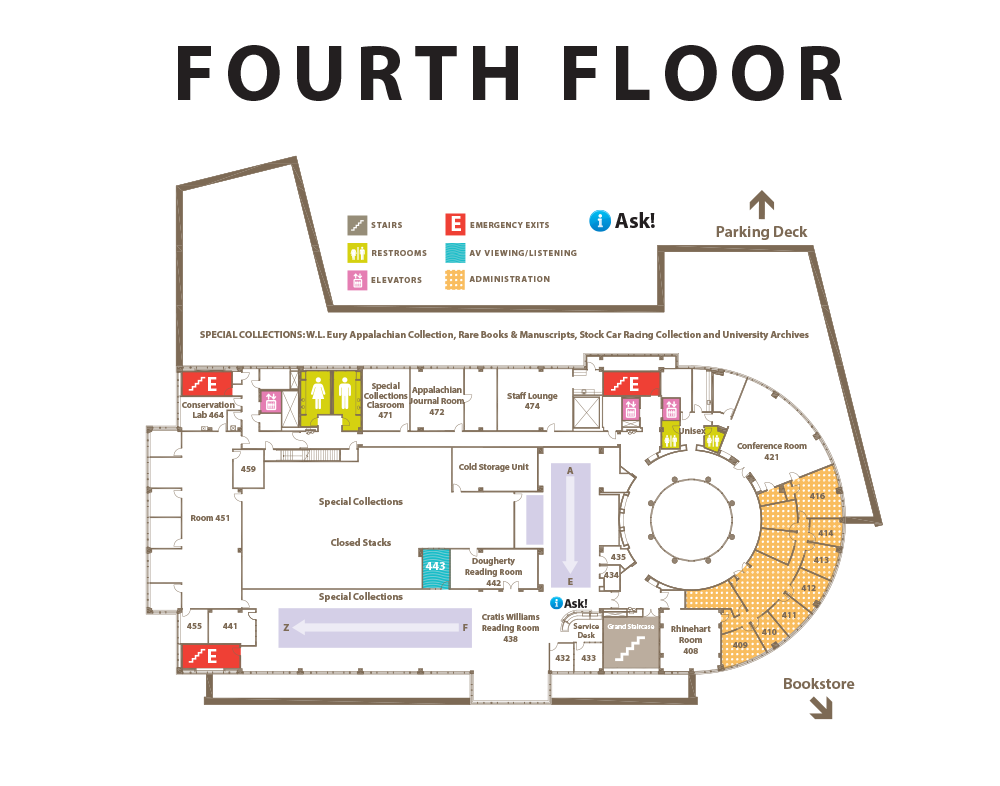 FOURTH FLOOR
STAIRS
E EMERGENCY EXITS
i Ask!
RESTROOMS
AV VIEWING/LISTENING
ELEVATORS
ADMINISTRATION
Parking Deck
SPECIAL COLLECTIONS:W.L. Eury Appalachian Collection, Rare Books & Manuscripts, Stock Car Racing Collection and University Archives
E
Conservation
Lab 464
Special
Collections
Clasroom
471
Appalachian
Journal Room
472
Staff Lounge
474
E
Unisex
Conference Room
421
459
Cold Storage Unit
A
416
Special Collections
Room 451
414
Closed Stacks
435
413
443
Dougherty
Reading Room
442
434
E
412
Special Collections
i Ask!
411
455
441
Z
F
Cratis Williams
Reading Room
438
Service
Desk
Grand Staircase
Rhinehart
Room
408
410
409
E
432
433
Bookstore